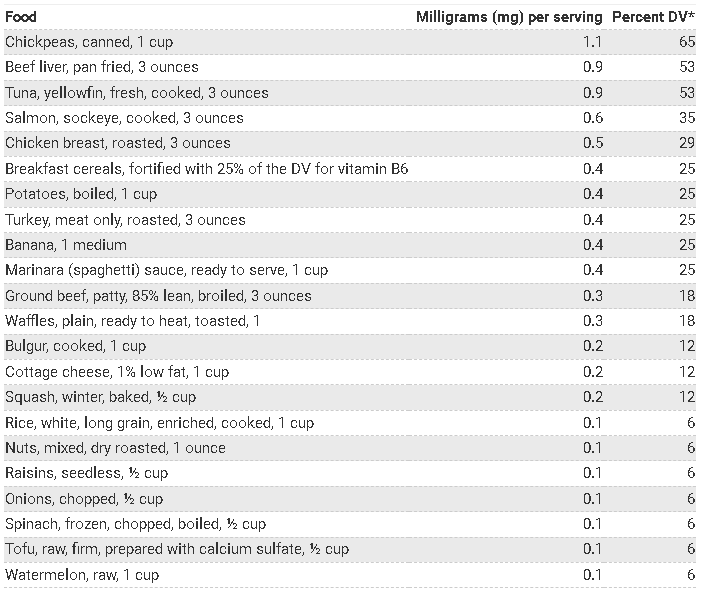 Food Milligrams (mg) per serving Percent DV*
Chickpeas, canned, 1 cup 1.1 65
Beef liver, pan fried, 3 ounces 0.9 53
Tuna, yellowfin, fresh, cooked, 3 ounces 0.9 53
Salmon, sockeye, cooked, 3 ounces 0.6 35
Chicken breast, roasted, 3 ounces 0.5 29
Breakfast cereals, fortified with 25% of the DV for vitamin B6 0.4 25
Potatoes, boiled, 1 cup 0.4 25
Turkey, meat only, roasted, 3 ounces 0.4 25
Banana, 1 medium 0.4 25
Marinara (spaghetti) sauce, ready to serve, 1 cup 0.4 25
Ground beef, patty, 85% lean, broiled, 3 ounces 0.3 18
Waffles, plain, ready to heat, toasted, 1 0.3 18
Bulgur, cooked, 1 cup 0.2 12
Cottage cheese, 1% low fat, 1 cup 0.2 12
Squash, winter, baked, ½ cup 0.2 12
Rice, white, long grain, enriched, cooked, 1 cup 0.1 6
Nuts, mixed, dry roasted, 1 ounce 0.1 6
Raisins, seedless, ½ cup 0.1 6
Onions, chopped, ½ cup 0.1 6
Spinach, frozen, chopped, boiled, ½ cup 0.1 6
Tofu, raw, firm, prepared with calcium sulfate, ½ cup 0.1 6
Watermelon, raw, 1 cup 0.1 6